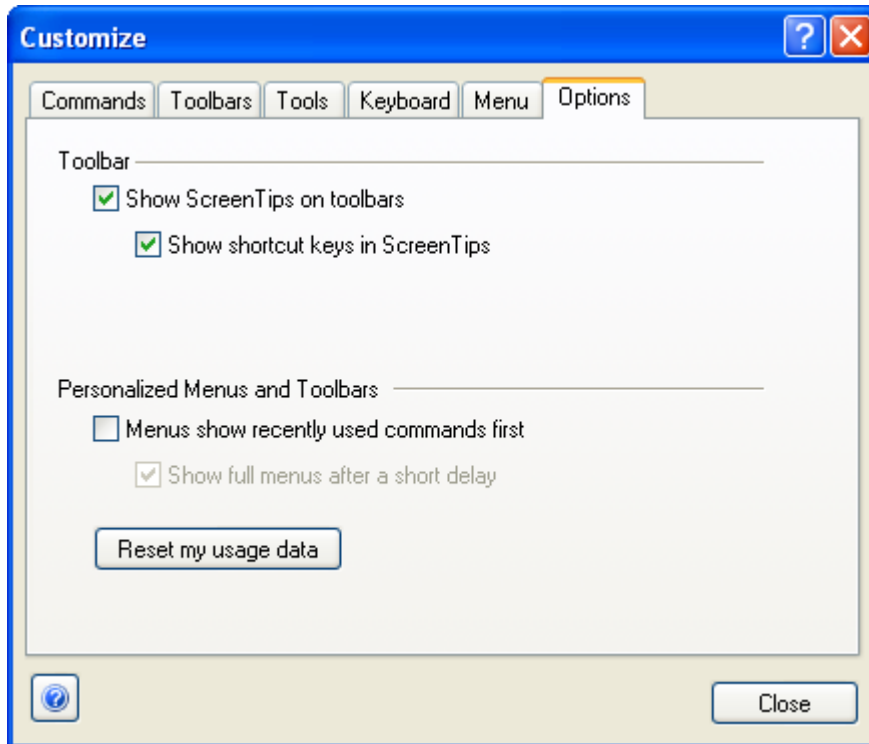 Customize
Commands Toolbars Tools Keyboard Menu Options
Toolbar
Show ScreenTips on toolbars
Show shortcut keys in ScreenTips
Personalized Menus and Toolbars
Menus show recently used commands first
Show full menus after a short delay
Reset my usage data
Close